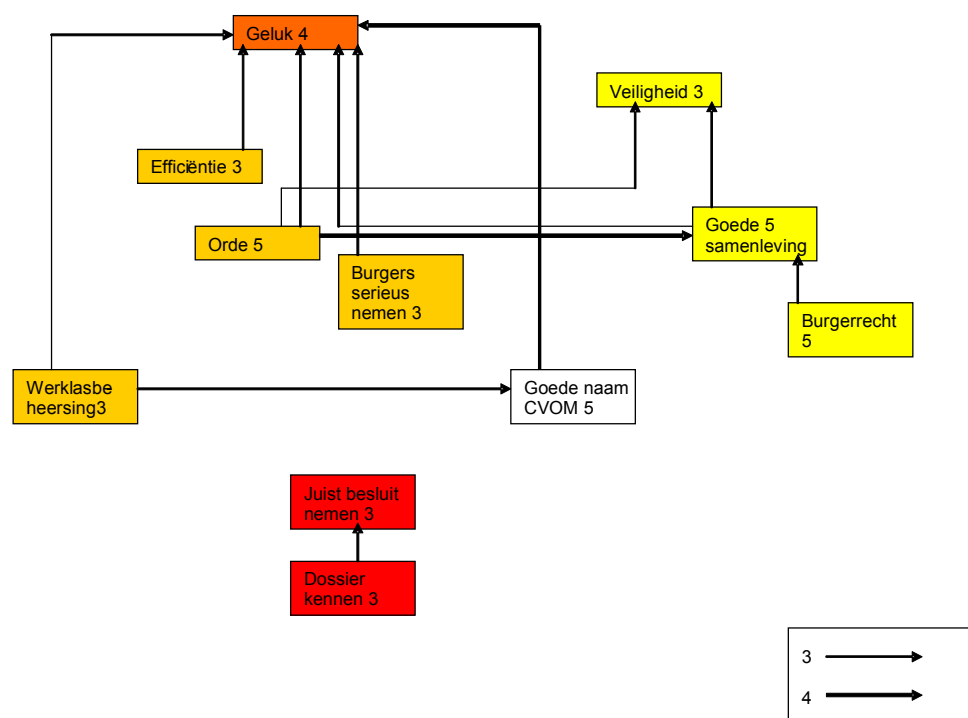 Geluk 4
Veiligheid 3
Efficiëntie 3
Orde 5
Goede 5
samenleving
Burgers
serieus
nemen 3
Burgerrecht
5
Werklasbe
heersing3
Goede naam
CVOM 5
Juist besluit
nemen 3
Dossier
kennen 3
3
4